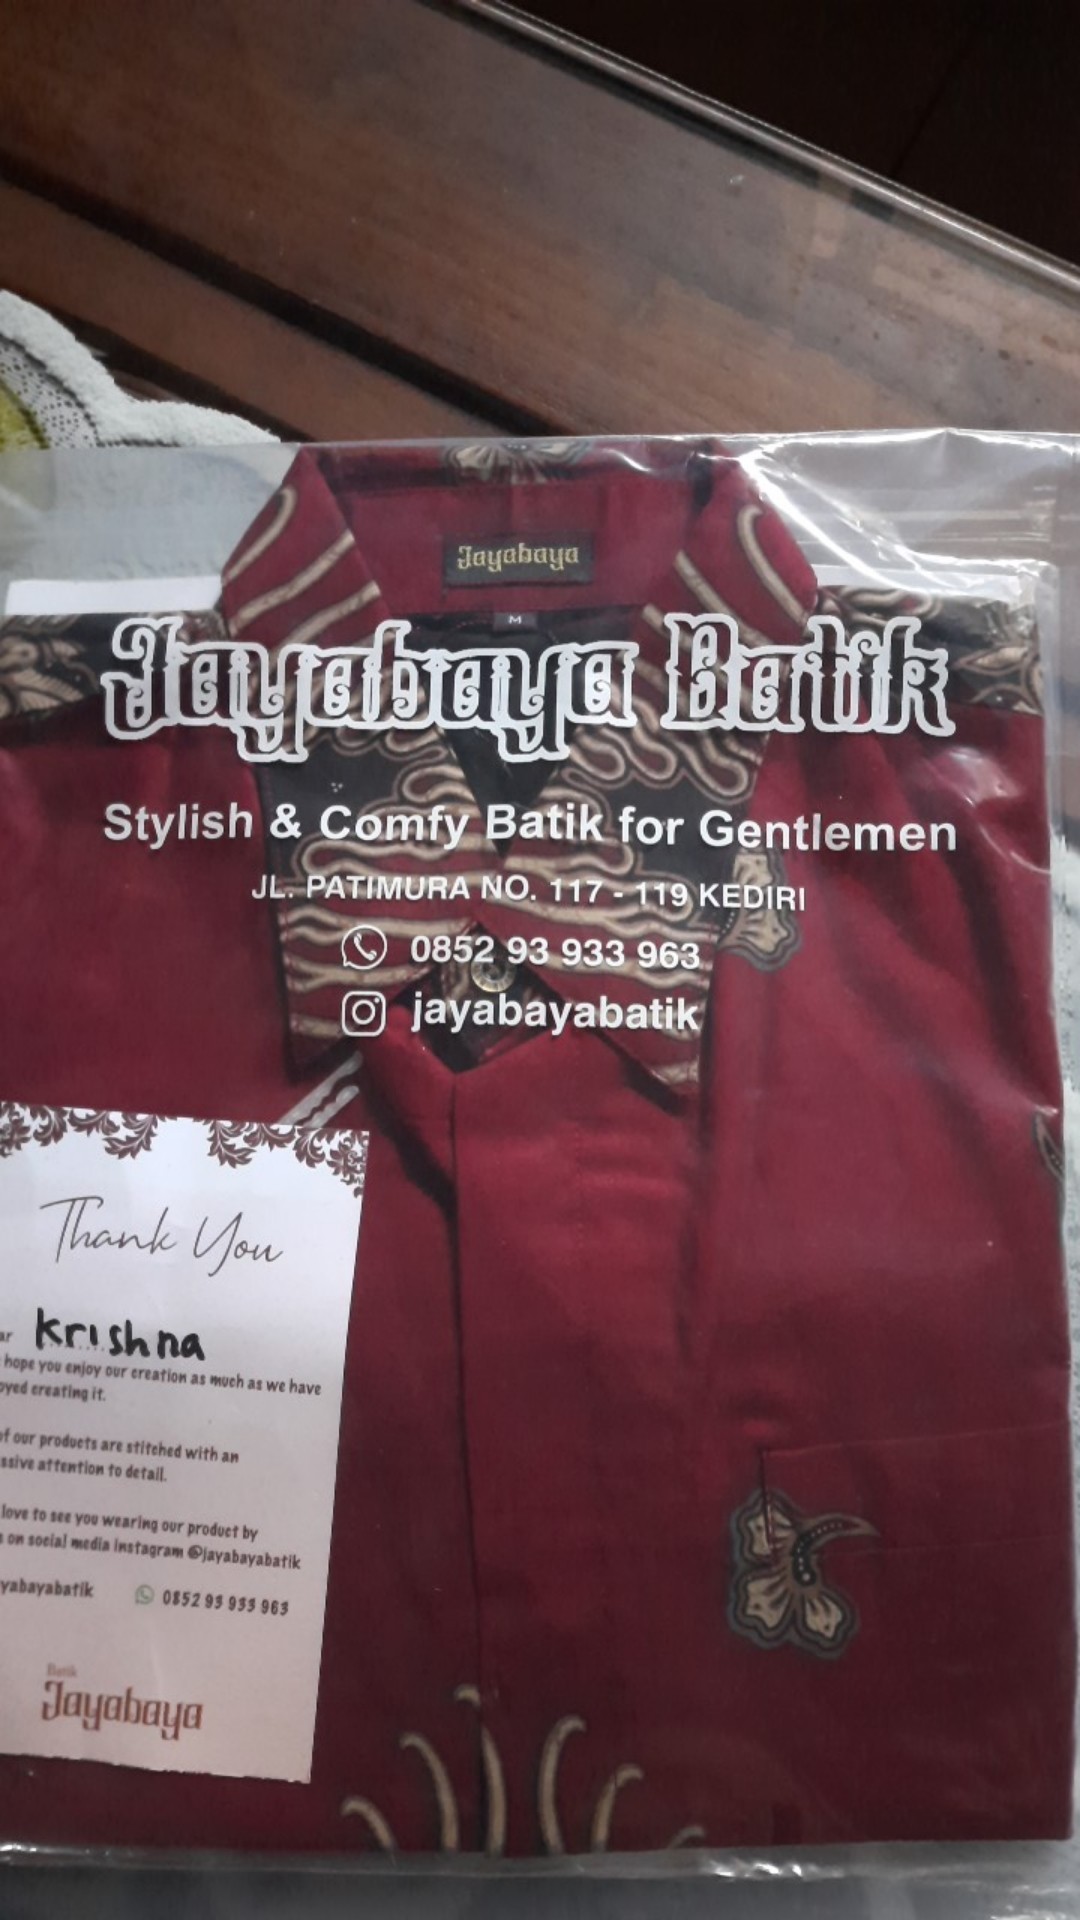 Jayabaya
M
Jayabaya Batik
Stylish & Comfy Batik for Gentlemen
JL. PATIMURA NO. 117 - 119 KEDIRI
0852 93 933 963
jayabayabatik
Thank You
krishna
hope you enjoy our creation as much as we have
creating it.
of our products are stitched with an
attention to detail.
love to see you wearing our product by
on social media instagram @jayabayabatik
yabayabatik 0852 93 933 963
Batik
Jayabaya